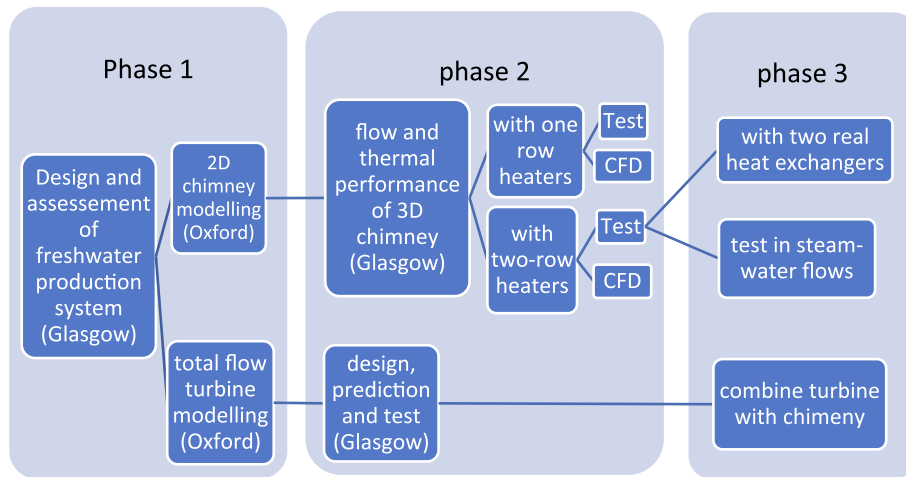 Phase 1
Design and
assessement
of
freshwater
production
system
(Glasgow)
2D
chimney
modelling
(Oxford)
total flow
turbine
modelling
(Oxford)
phase 2
flow and
thermal
performance
of 3D
chimney
(Glasgow)
with one
row
heaters
Test
CFD
with
two-row
heaters
Test
CFD
design,
prediction
and test
(Glasgow)
phase 3
with two real
heat exchangers
test in steam-
water flows
combine turbine
with chimeny